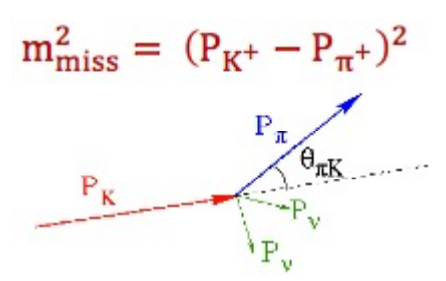 m²miss = (PK+ − Pπ+)²
Pπ
θπK
PK
Pν
Pν